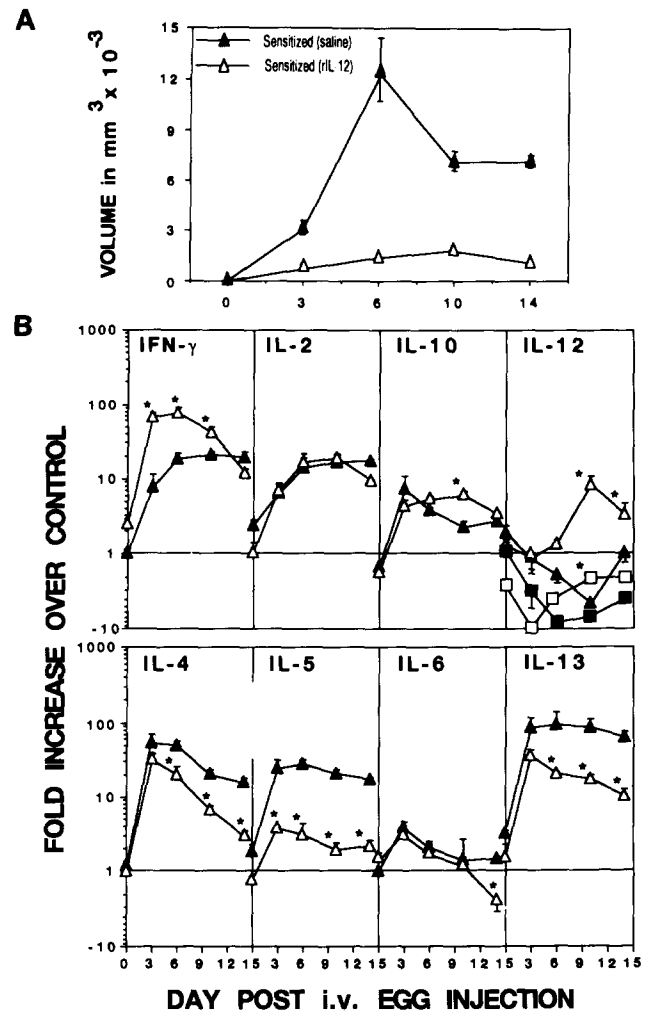 A
15
12
9
6
3
0
VOLUME in mm 3 x 10 -3
Sensitized (saline)
Sensitized (rIL 12)
0 3 6 10 14
B
FOLD INCREASE OVER CONTROL
1000
100
10
1
-10
IFN-γ IL-2 IL-10 IL-12
* * * * * * *
1000
100
10
1
-10
IL-4 IL-5 IL-6 IL-13
* * * * * * * * * * *
0 3 6 9 12 15 3 6 9 12 15 3 6 9 12 15 3 6 9 12 15
DAY POST i.v. EGG INJECTION